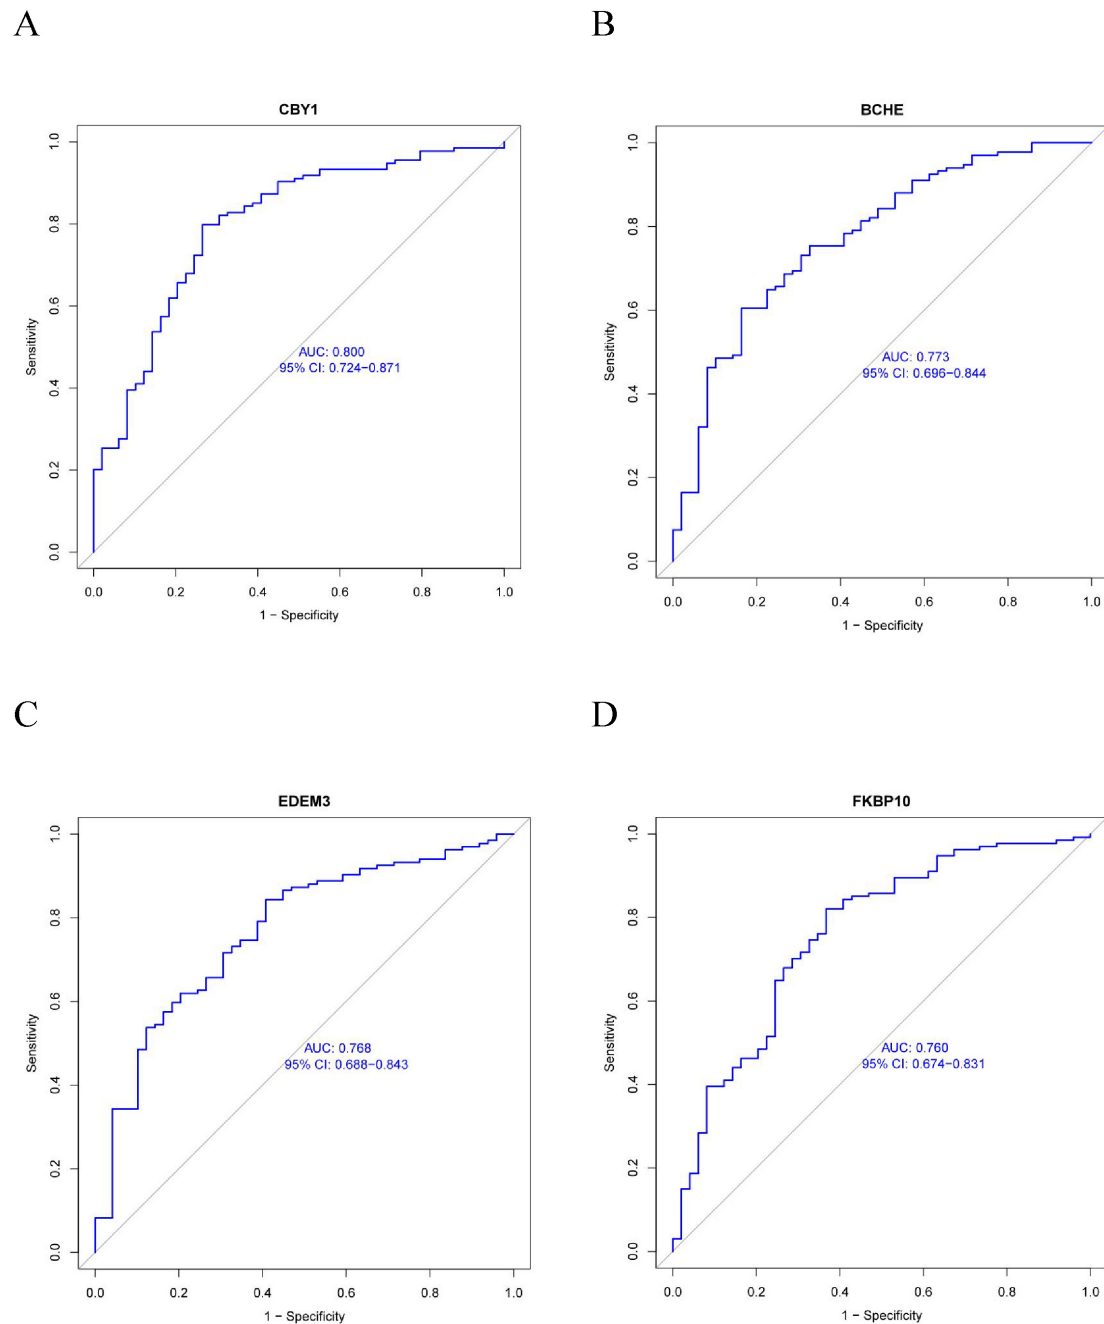 A
B
CBY1
Sensitivity
0.0 0.2 0.4 0.6 0.8 1.0
AUC: 0.800
95% CI: 0.724−0.871
0.0 0.2 0.4 0.6 0.8 1.0
1 − Specificity
BCHE
Sensitivity
0.0 0.2 0.4 0.6 0.8 1.0
AUC: 0.773
95% CI: 0.696−0.844
0.0 0.2 0.4 0.6 0.8 1.0
1 − Specificity
C
D
EDEM3
Sensitivity
0.0 0.2 0.4 0.6 0.8 1.0
AUC: 0.768
95% CI: 0.688−0.843
0.0 0.2 0.4 0.6 0.8 1.0
1 − Specificity
FKBP10
Sensitivity
0.0 0.2 0.4 0.6 0.8 1.0
AUC: 0.760
95% CI: 0.674−0.831
0.0 0.2 0.4 0.6 0.8 1.0
1 − Specificity